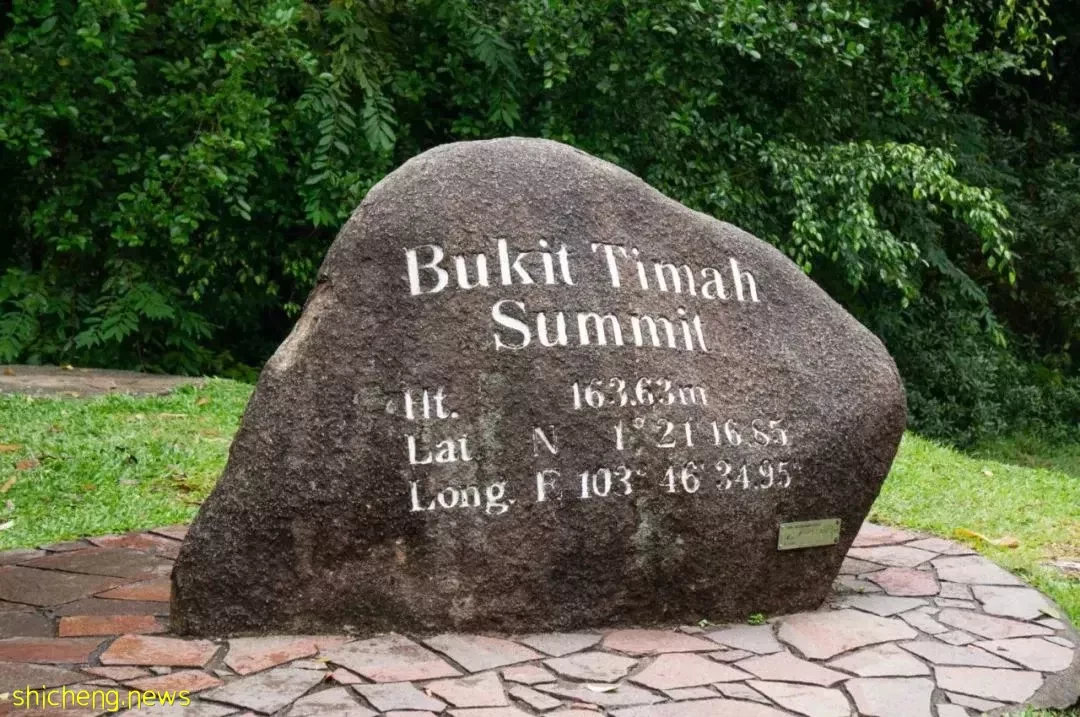 Bukit Timah
Summit
Ht. 163.63m
Lat N 1° 21 16.85
Long. E 103° 46' 34.95"
shicheng.news